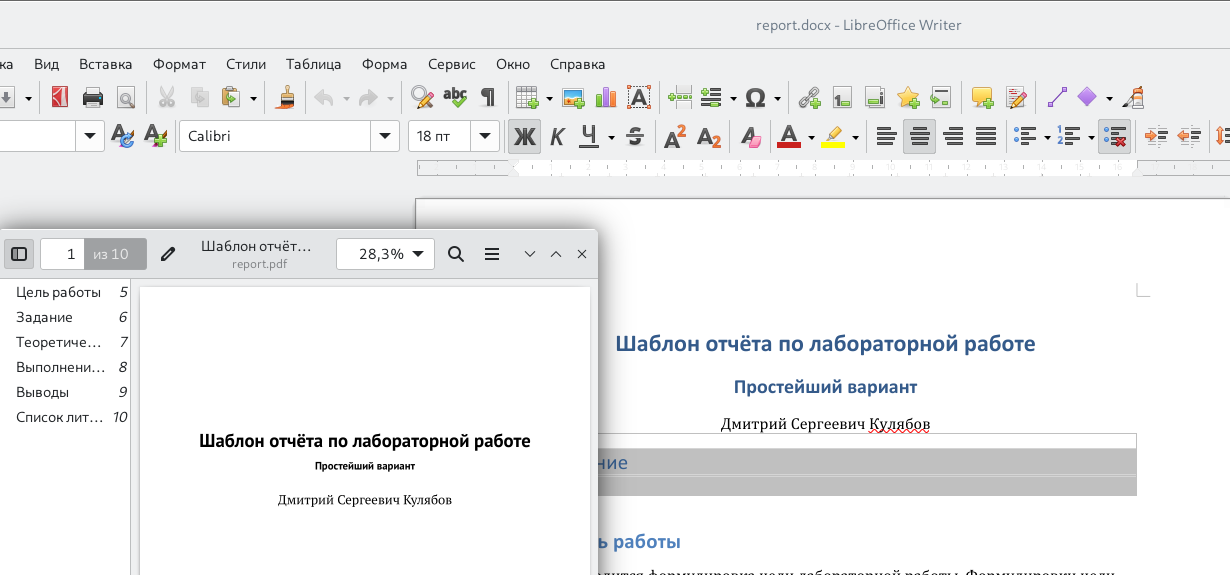 report.docx - LibreOffice Writer
ка Вид Вставка Формат Стили Таблица Форма Сервис Окно Справка
Calibri 18 пт Ж К Ч S
1 из 10 Шаблон отчёт… 28,3%
report.pdf
Цель работы 5
Задание 6
Теоретиче… 7
Выполнени… 8
Выводы 9
Список лит… 10
Шаблон отчёта по лабораторной работе
Простейший вариант
Дмитрий Сергеевич Кулябов
Шаблон отчёта по лабораторной работе
Простейший вариант
Дмитрий Сергеевич Кулябов
ние
ь работы